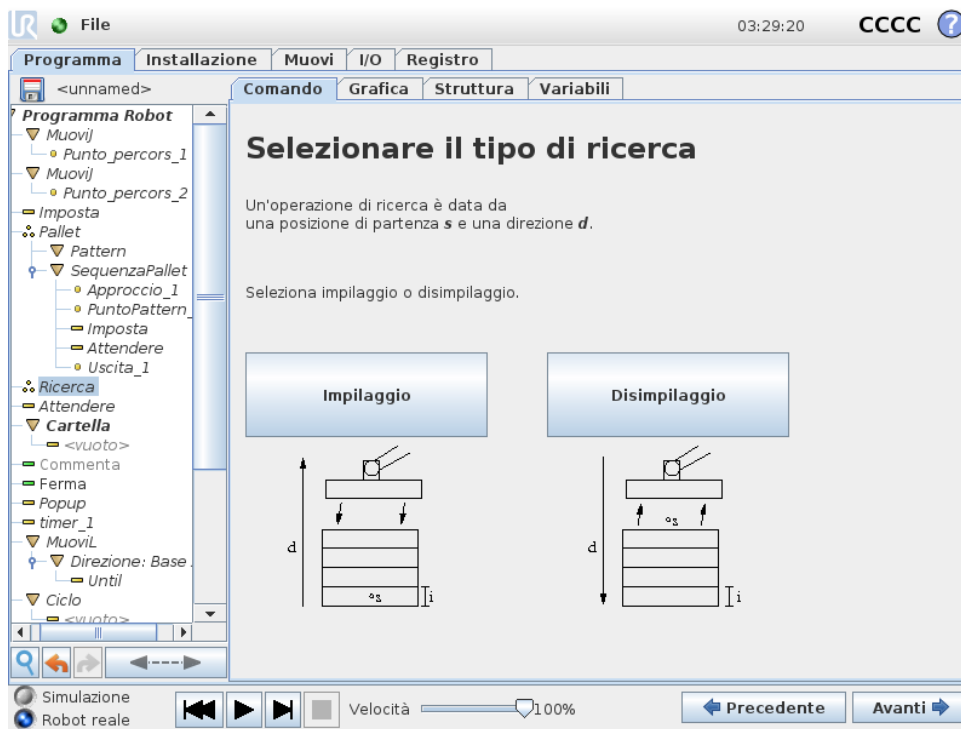 UR File 03:29:20 CCCC ?
Programma Installazione Muovi I/O Registro
<unnamed>
Comando Grafica Struttura Variabili
Programma Robot
MuoviJ
Punto_percors_1
MuoviJ
Punto_percors_2
Imposta
Pallet
Pattern
SequenzaPallet
Approccio_1
PuntoPattern_
Imposta
Attendere
Uscita_1
Ricerca
Attendere
Cartella
<vuoto>
Commenta
Ferma
Popup
timer_1
MuoviL
Direzione: Base
Until
Ciclo
<vuoto>
Selezionare il tipo di ricerca
Un'operazione di ricerca è data da
una posizione di partenza s e una direzione d.
Seleziona impilaggio o disimpilaggio.
Impilaggio Disimpilaggio
d s i
d s i
Simulazione
Robot reale
Velocità 100%
Precedente Avanti